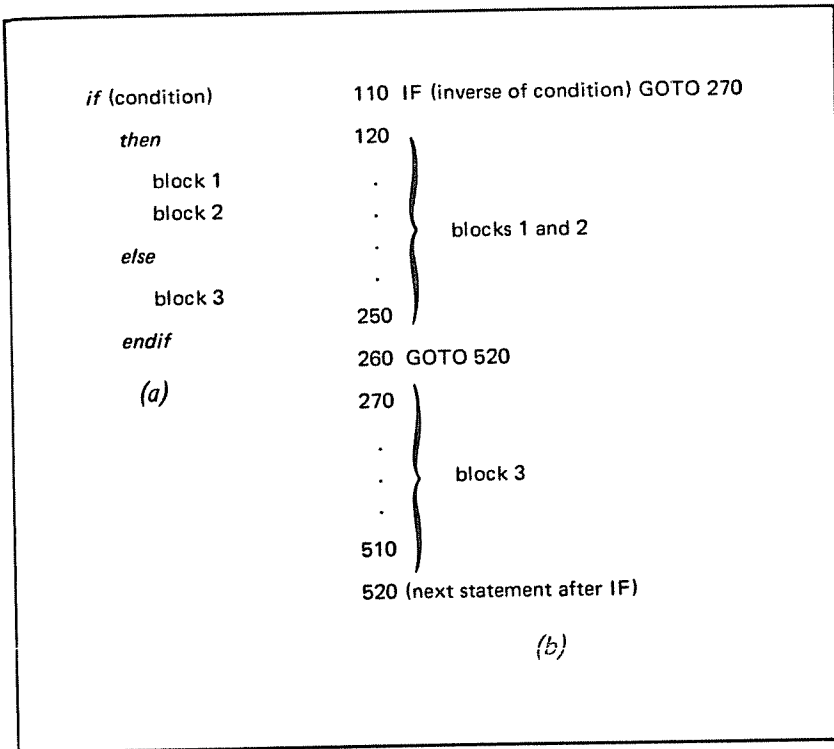 if (condition)
then
block 1
block 2
else
block 3
endif
(a)
110 IF (inverse of condition) GOTO 270
120
.
.
.
.
250
blocks 1 and 2
260 GOTO 520
270
.
.
.
510
block 3
520 (next statement after IF)
(b)